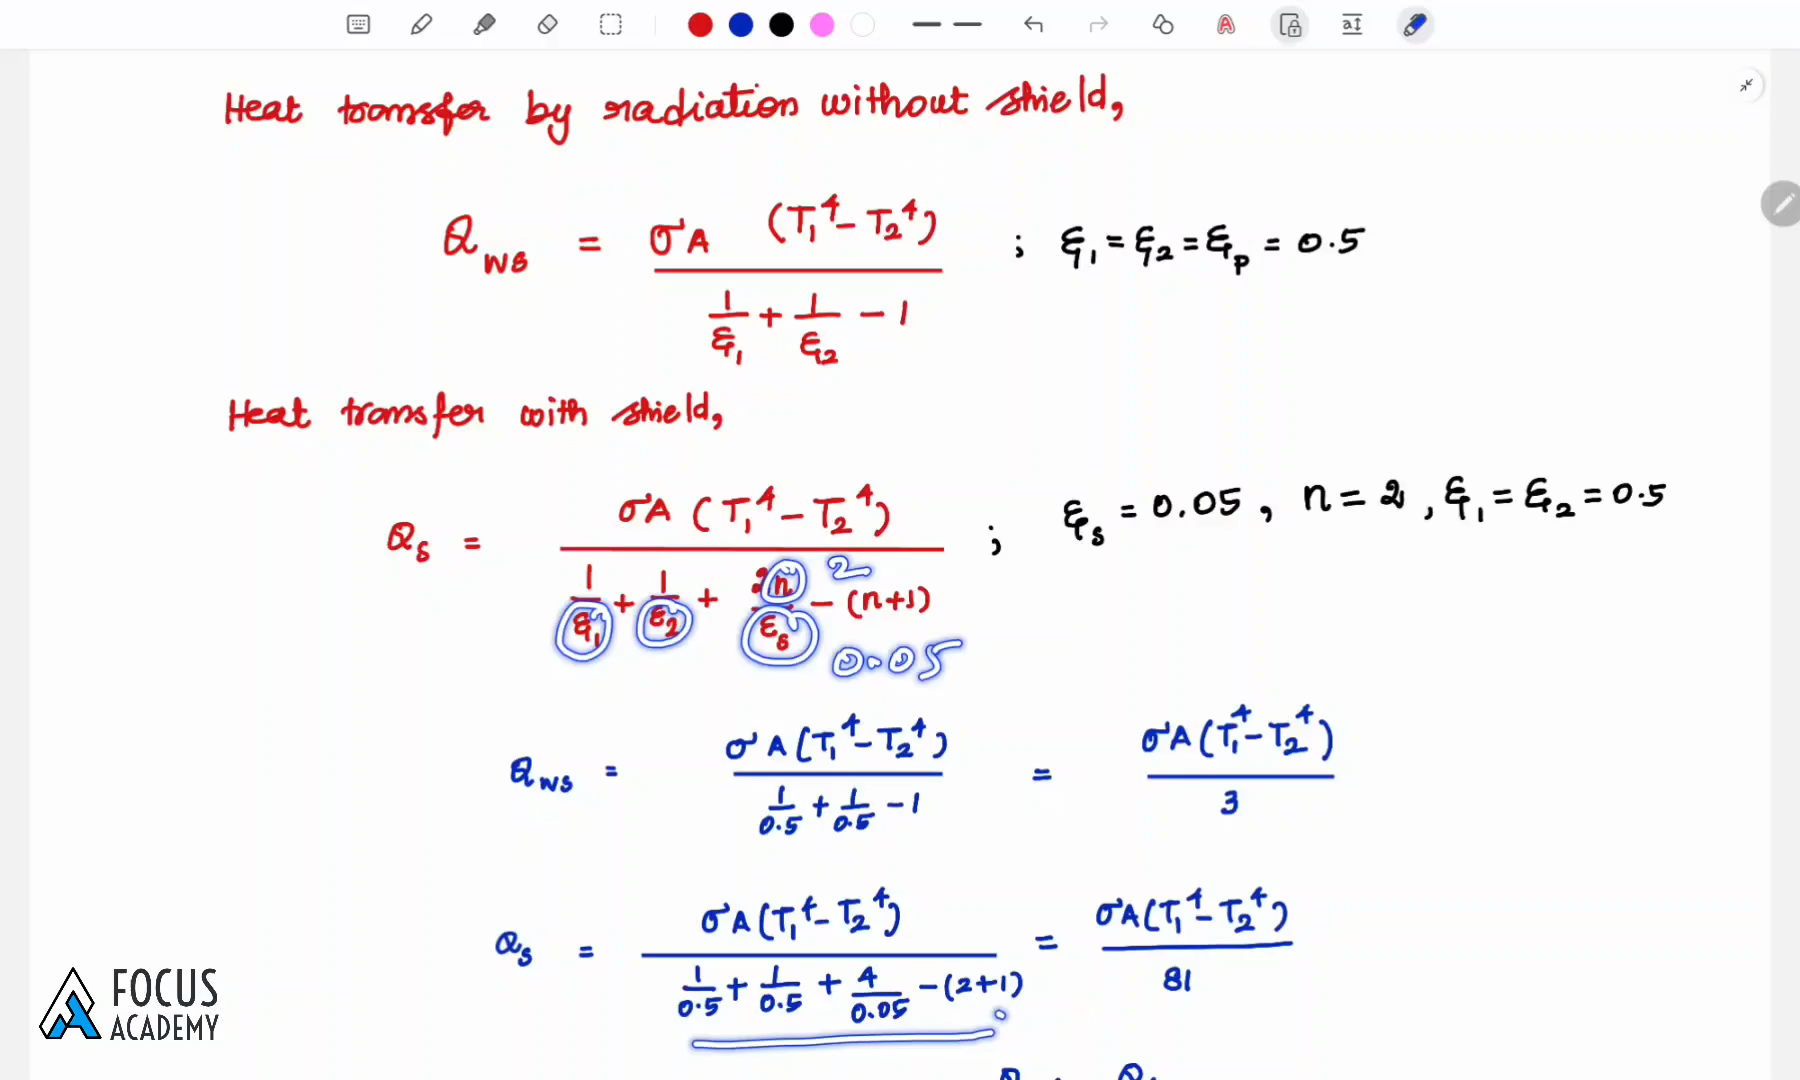 Heat transfer by radiation without shield,
Q_ws = σA (T₁⁴ - T₂⁴) / (1/ε₁ + 1/ε₂ - 1) ; ε₁ = ε₂ = ε_p = 0.5
Heat transfer with shield,
Q_s = σA (T₁⁴ - T₂⁴) / (1/ε₁ + 1/ε₂ + 2n/ε_s - (n+1)) ; ε_s = 0.05, n = 2, ε₁ = ε₂ = 0.5
2
0.05
Q_ws = σA (T₁⁴ - T₂⁴) / (1/0.5 + 1/0.5 - 1) = σA (T₁⁴ - T₂⁴) / 3
Q_s = σA (T₁⁴ - T₂⁴) / (1/0.5 + 1/0.5 + 4/0.05 - (2+1)) = σA (T₁⁴ - T₂⁴) / 81
FOCUS
ACADEMY